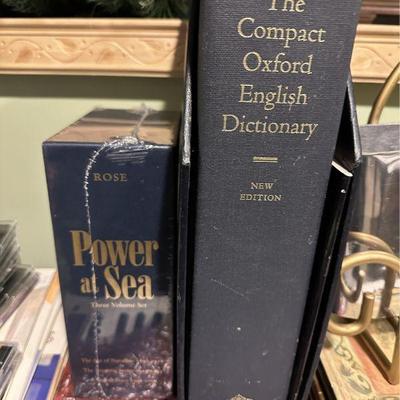 ROSE
Power
at Sea
Three Volume Set
The
Compact
Oxford
English
Dictionary
NEW
EDITION